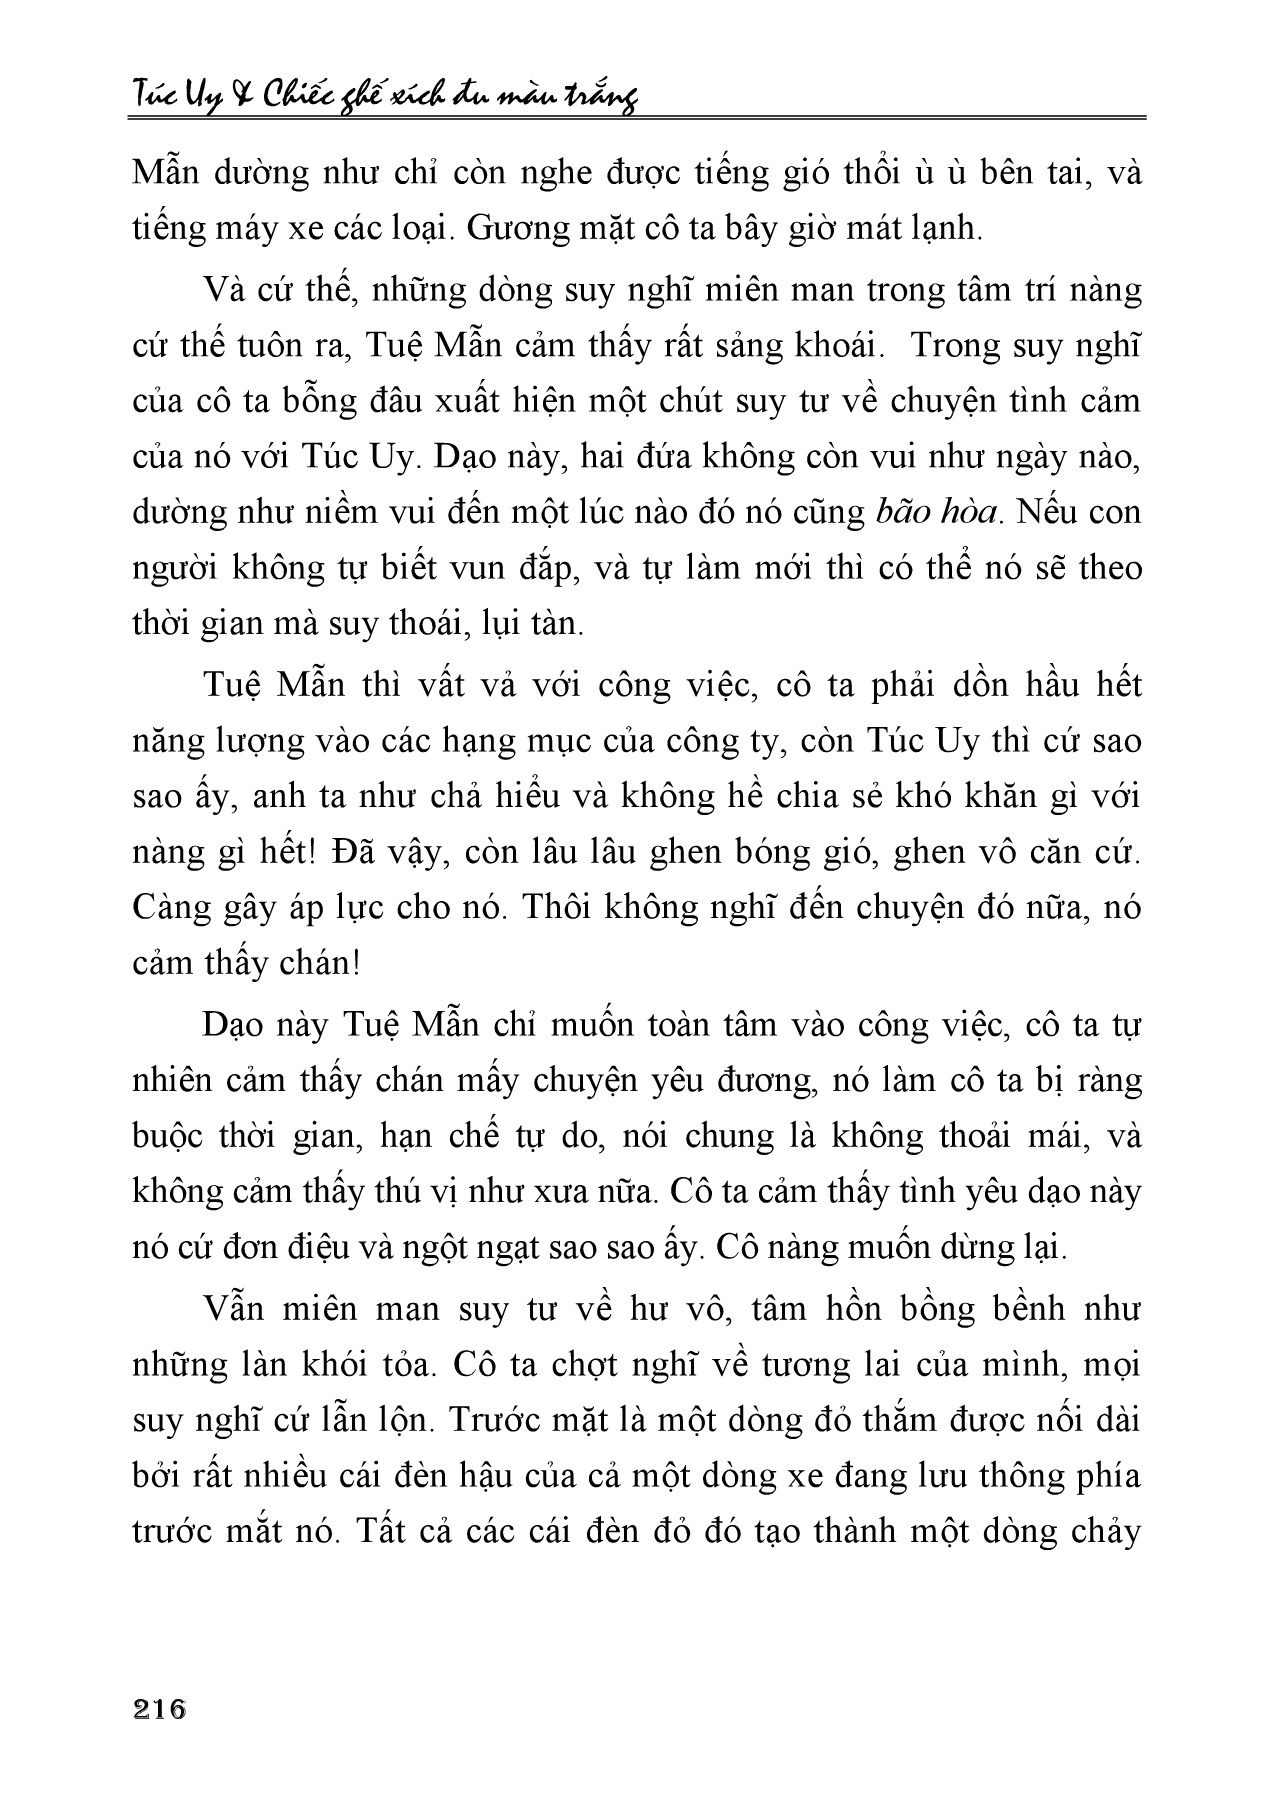 Túc Uy & Chiếc ghế xích đu màu trắng
Mẫn dường như chỉ còn nghe được tiếng gió thổi ù ù bên tai, và
tiếng máy xe các loại. Gương mặt cô ta bây giờ mát lạnh.
Và cứ thế, những dòng suy nghĩ miên man trong tâm trí nàng
cứ thế tuôn ra, Tuệ Mẫn cảm thấy rất sảng khoái.  Trong suy nghĩ
của cô ta bỗng đâu xuất hiện một chút suy tư về chuyện tình cảm
của nó với Túc Uy. Dạo này, hai đứa không còn vui như ngày nào,
dường như niềm vui đến một lúc nào đó nó cũng bão hòa. Nếu con
người không tự biết vun đắp, và tự làm mới thì có thể nó sẽ theo
thời gian mà suy thoái, lụi tàn.
Tuệ Mẫn thì vất vả với công việc, cô ta phải dồn hầu hết
năng lượng vào các hạng mục của công ty, còn Túc Uy thì cứ sao
sao ấy, anh ta như chả hiểu và không hề chia sẻ khó khăn gì với
nàng gì hết! Đã vậy, còn lâu lâu ghen bóng gió, ghen vô căn cứ.
Càng gây áp lực cho nó. Thôi không nghĩ đến chuyện đó nữa, nó
cảm thấy chán!
Dạo này Tuệ Mẫn chỉ muốn toàn tâm vào công việc, cô ta tự
nhiên cảm thấy chán mấy chuyện yêu đương, nó làm cô ta bị ràng
buộc thời gian, hạn chế tự do, nói chung là không thoải mái, và
không cảm thấy thú vị như xưa nữa. Cô ta cảm thấy tình yêu dạo này
nó cứ đơn điệu và ngột ngạt sao sao ấy. Cô nàng muốn dừng lại.
Vẫn miên man suy tư về hư vô, tâm hồn bồng bềnh như
những làn khói tỏa. Cô ta chợt nghĩ về tương lai của mình, mọi
suy nghĩ cứ lẫn lộn. Trước mặt là một dòng đỏ thắm được nối dài
bởi rất nhiều cái đèn hậu của cả một dòng xe đang lưu thông phía
trước mắt nó. Tất cả các cái đèn đỏ đó tạo thành một dòng chảy
216